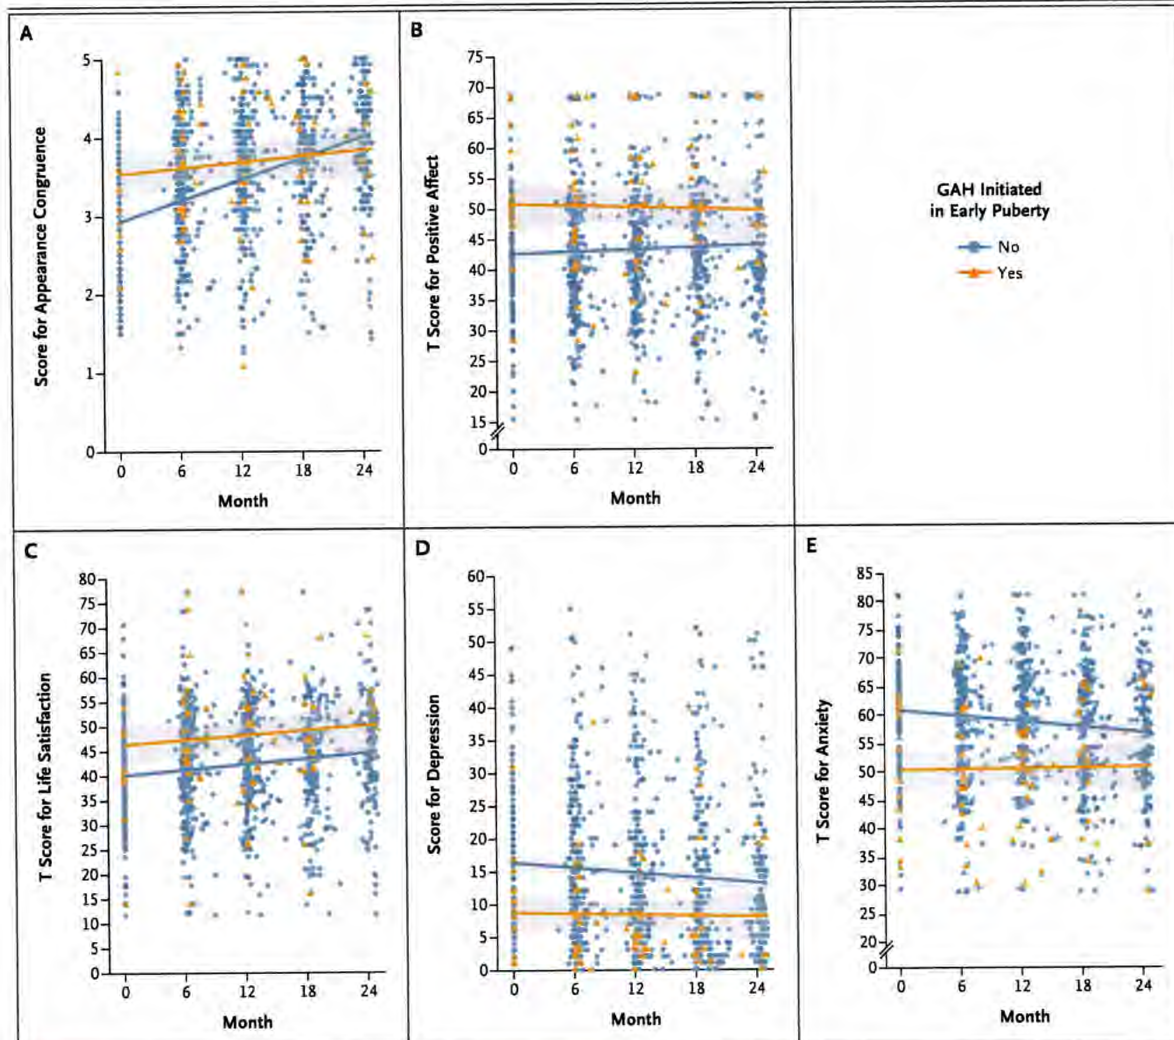 A
Score for Appearance Congruence
5
4
3
2
1
0
0 6 12 18 24
Month
B
T Score for Positive Affect
75
70
65
60
55
50
45
40
35
30
25
20
15
0
0 6 12 18 24
Month
GAH Initiated
in Early Puberty
No
Yes
C
T Score for Life Satisfaction
80
75
70
65
60
55
50
45
40
35
30
25
20
15
10
5
0
0 6 12 18 24
Month
D
Score for Depression
60
55
50
45
40
35
30
25
20
15
10
5
0
0 6 12 18 24
Month
E
T Score for Anxiety
85
80
75
70
65
60
55
50
45
40
35
30
25
20
0
0 6 12 18 24
Month